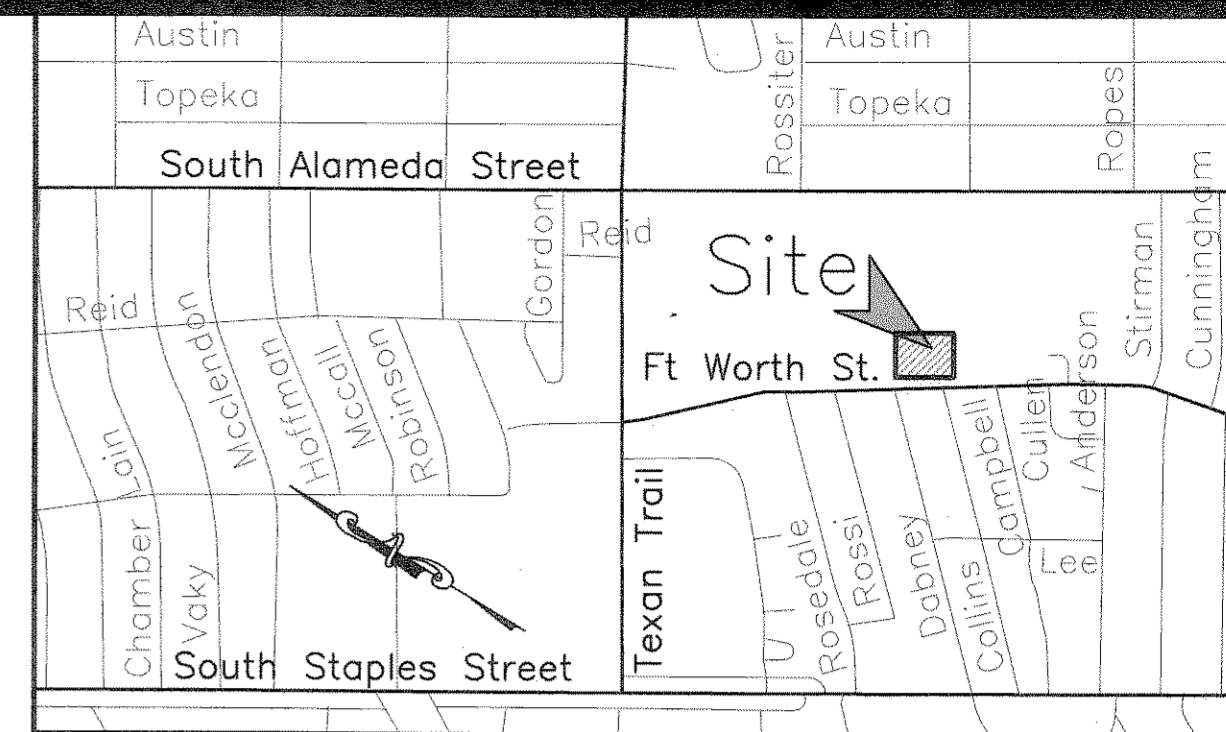 Austin
Topeka
South Alameda Street
Rossiter
Austin
Topeka
Ropes
Gordon
Reid
Reid
Mcclendon
Hoffman
Mccall
Robinson
Site
Ft Worth St.
Stirman
Cunningham
Cullen
Anderson
Campbell
Lain
Chamber
Vaky
South Staples Street
Texan Trail
Rosedale
Rossi
Dabney
Collins
Lee